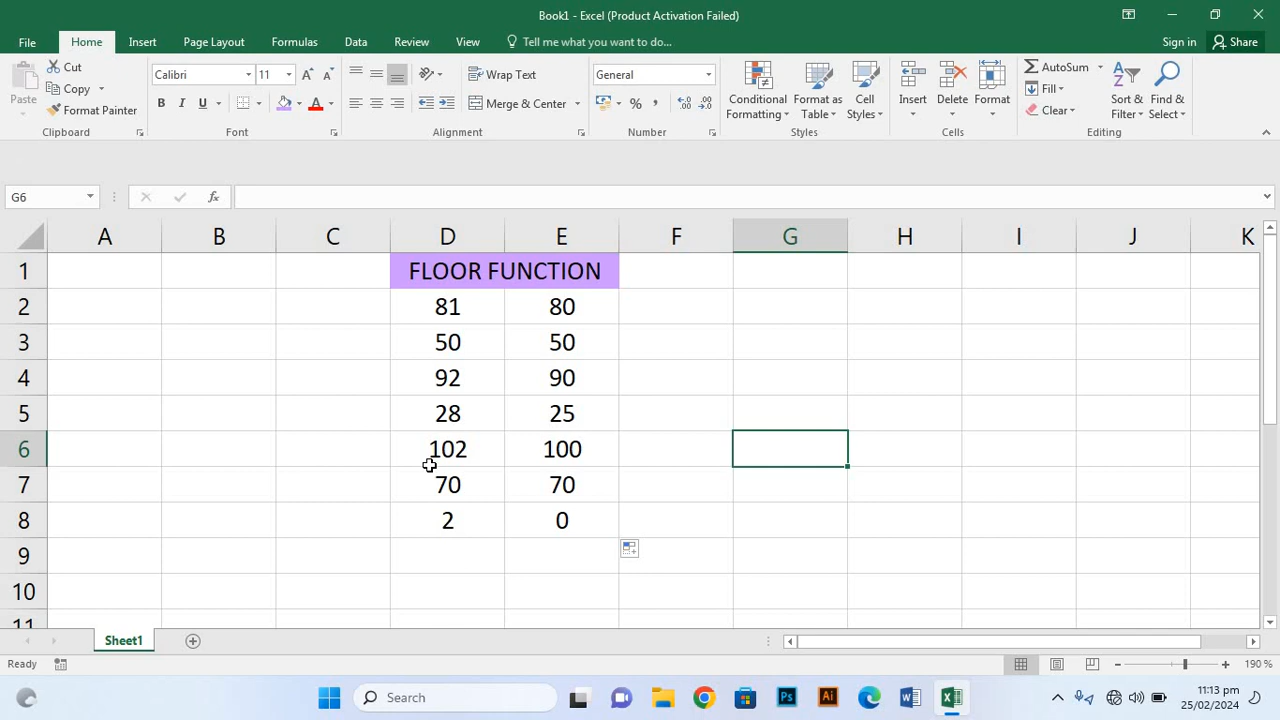 Book1 - Excel (Product Activation Failed)
File Home Insert Page Layout Formulas Data Review View Tell me what you want to do... Sign in Share
Paste Cut Copy Format Painter Calibri 11 A A B I U A Wrap Text Merge & Center General % , Conditional Formatting Format as Table Cell Styles Insert Delete Format AutoSum Fill Clear Sort & Filter Find & Select
Clipboard Font Alignment Number Styles Cells Editing
G6 fx
A B C D E F G H I J K
1 FLOOR FUNCTION
2 81 80
3 50 50
4 92 90
5 28 25
6 102 100
7 70 70
8 2 0
9
10
11
Sheet1
Ready 190 %
Search Ps Ai 11:13 pm
25/02/2024